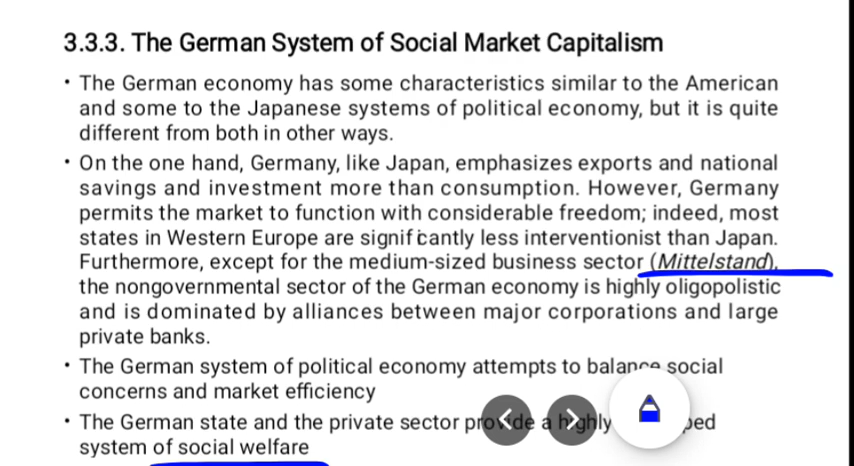 3.3.3. The German System of Social Market Capitalism
• The German economy has some characteristics similar to the American
and some to the Japanese systems of political economy, but it is quite
different from both in other ways.
• On the one hand, Germany, like Japan, emphasizes exports and national
savings and investment more than consumption. However, Germany
permits the market to function with considerable freedom; indeed, most
states in Western Europe are significantly less interventionist than Japan.
Furthermore, except for the medium-sized business sector (Mittelstand),
the nongovernmental sector of the German economy is highly oligopolistic
and is dominated by alliances between major corporations and large
private banks.
• The German system of political economy attempts to balance social
concerns and market efficiency
• The German state and the private sector provide a highly
system of social welfare